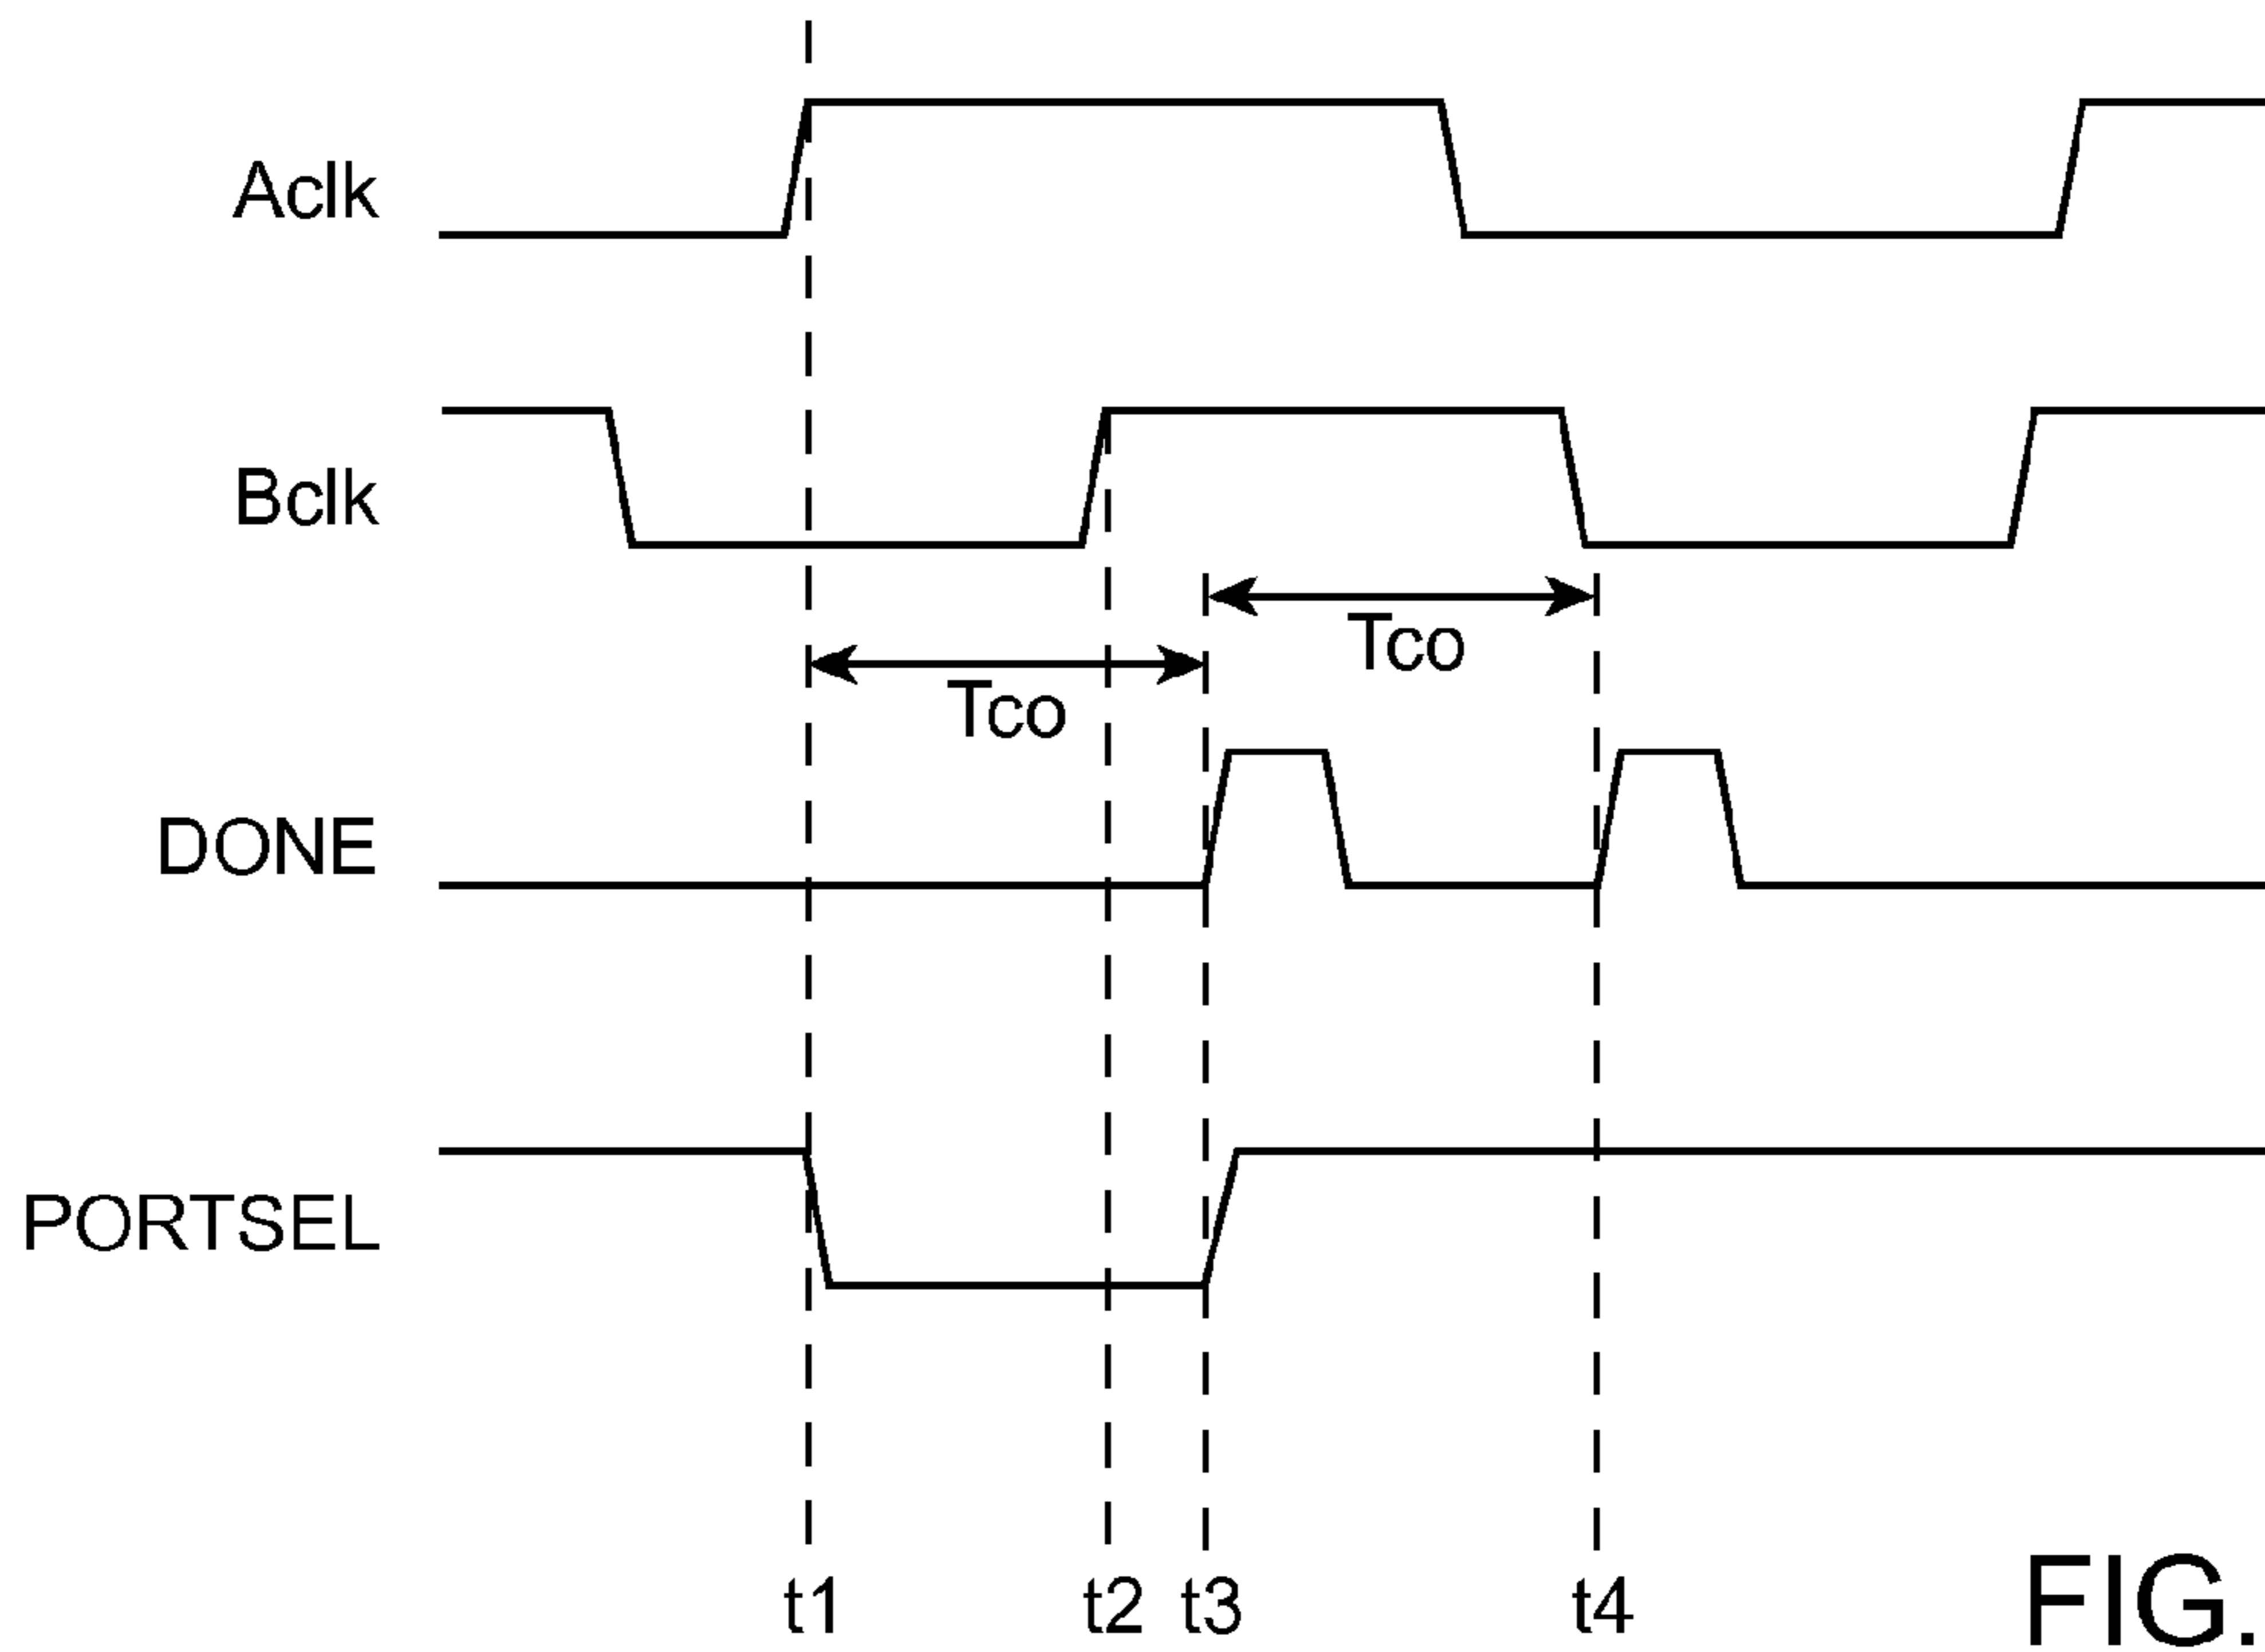 Aclk
Bclk
Tco
Tco
DONE
PORTSEL
t1 t2 t3 t4
FIG.